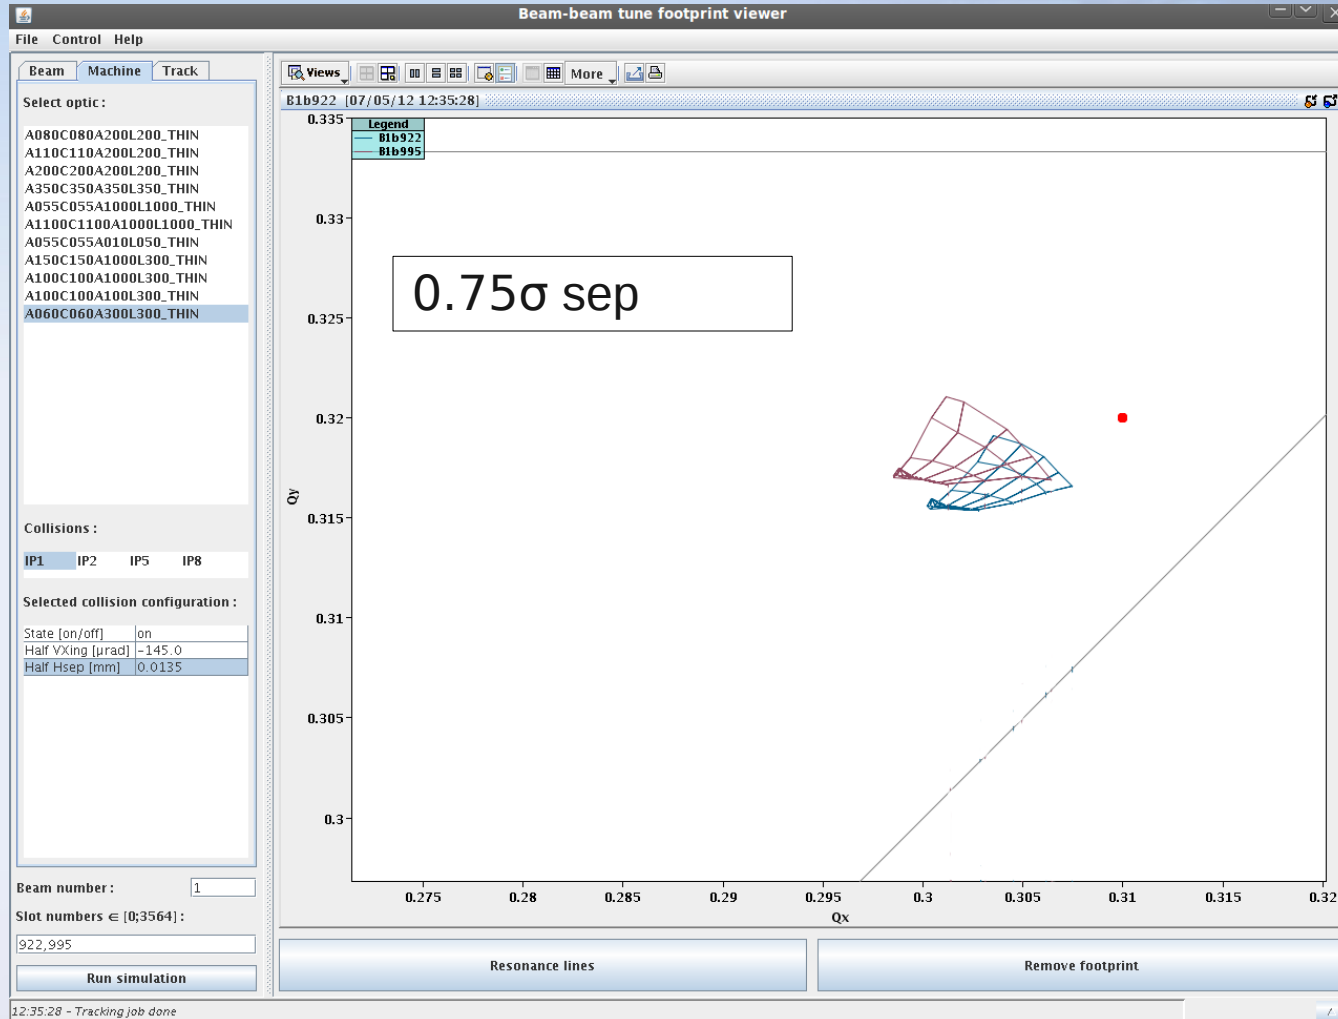 Beam-beam tune footprint viewer
File Control Help
Beam Machine Track
Select optic :
A080C080A200L200_THIN
A110C110A200L200_THIN
A200C200A200L200_THIN
A350C350A350L350_THIN
A055C055A1000L1000_THIN
A1100C1100A1000L1000_THIN
A055C055A010L050_THIN
A150C150A1000L300_THIN
A100C100A1000L300_THIN
A100C100A100L300_THIN
A060C060A300L300_THIN
Collisions :
IP1 IP2 IP5 IP8
Selected collision configuration :
State [on/off] on
Half VXing [µrad] -145.0
Half Hsep [mm] 0.0135
Beam number : 1
Slot numbers ∈ [0;3564] :
922,995
Run simulation
Views More
B1b922 [07/05/12 12:35:28]
Legend
B1b922
B1b995
0.75σ sep
0.335
0.33
0.325
0.32
0.315
0.31
0.305
0.3
Qy
0.275 0.28 0.285 0.29 0.295 0.3 0.305 0.31 0.315 0.32
Qx
Resonance lines Remove footprint
12:35:28 - Tracking job done